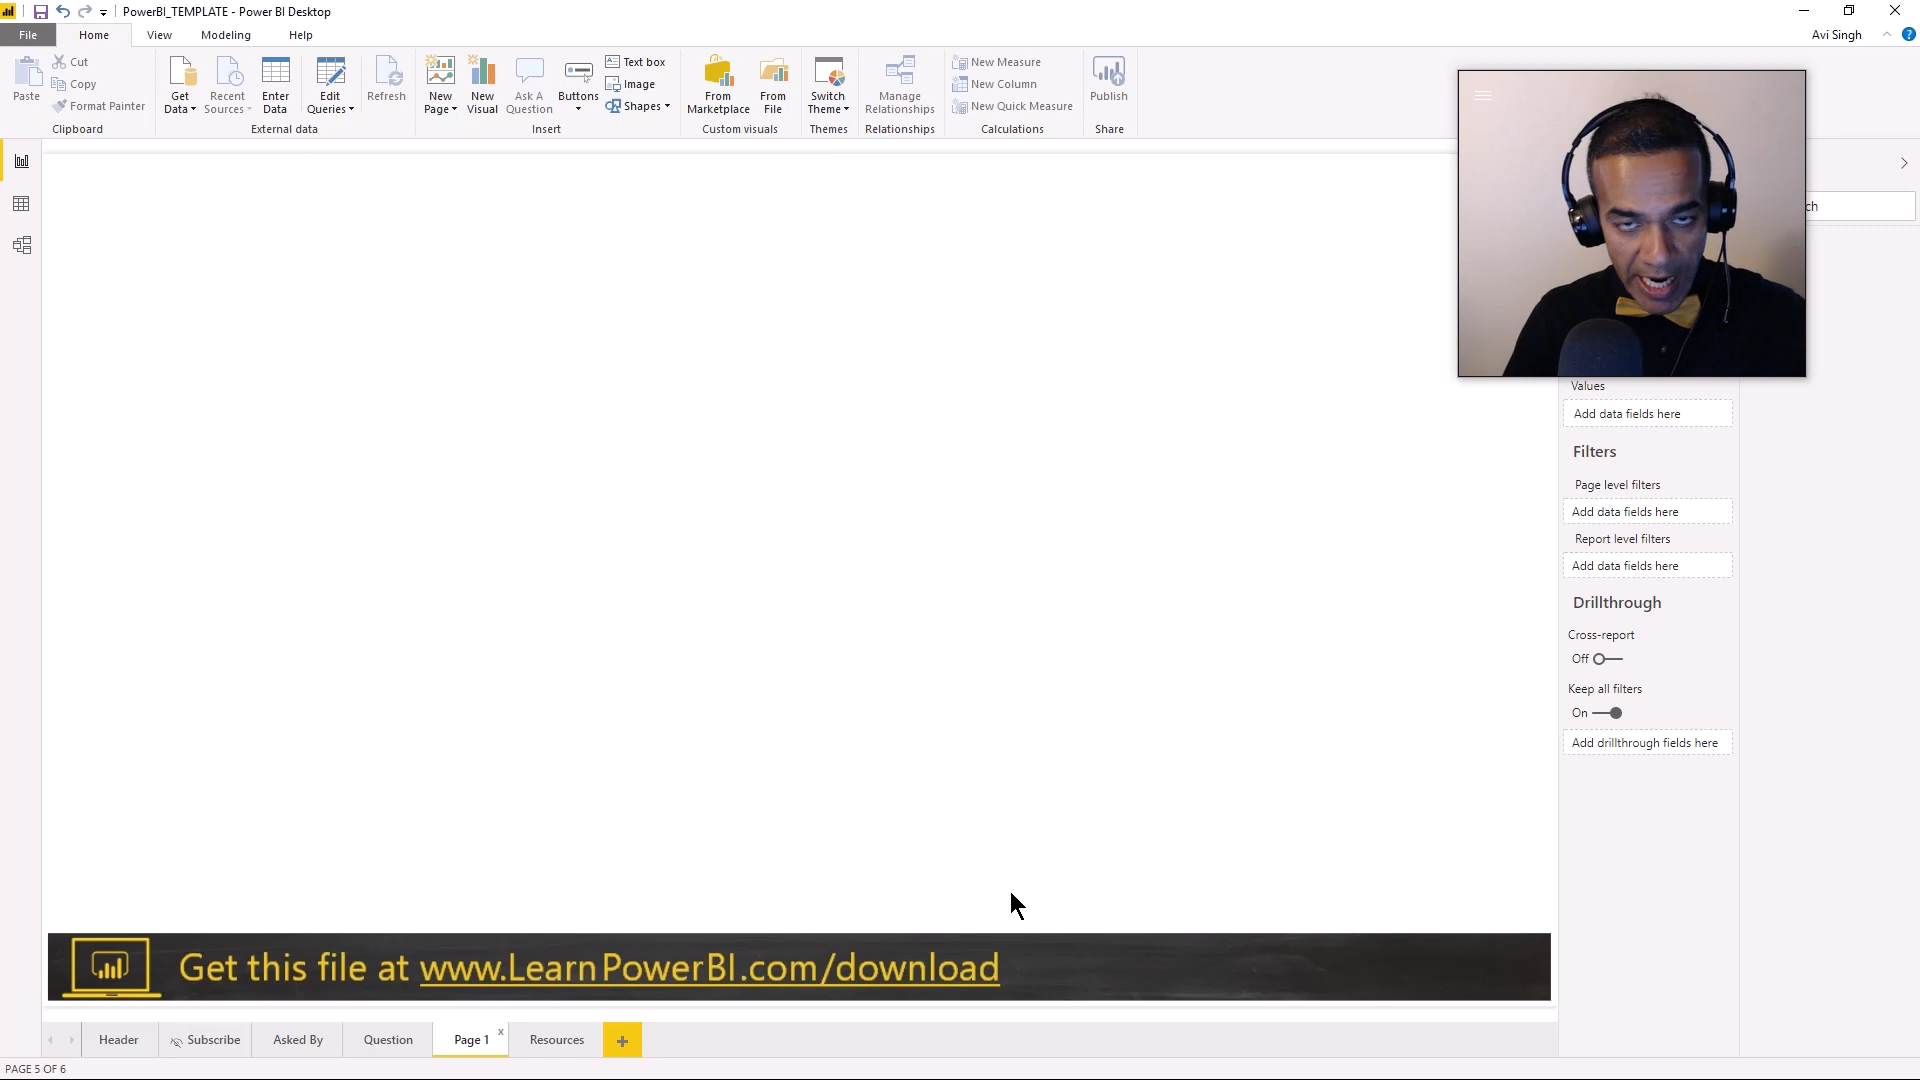 PowerBI_TEMPLATE - Power BI Desktop
File Home View Modeling Help
Avi Singh
Paste
Cut
Copy
Format Painter
Clipboard
Get Data
Recent Sources
Enter Data
Edit Queries
Refresh
External data
New Page
New Visual
Ask A Question
Buttons
Text box
Image
Shapes
Insert
From Marketplace
From File
Custom visuals
Switch Theme
Themes
Manage Relationships
Relationships
New Measure
New Column
New Quick Measure
Calculations
Publish
Share
ch
Values
Add data fields here
Filters
Page level filters
Add data fields here
Report level filters
Add data fields here
Drillthrough
Cross-report
Off
Keep all filters
On
Add drillthrough fields here
Get this file at www.LearnPowerBI.com/download
Header Subscribe Asked By Question Page 1 x Resources +
PAGE 5 OF 6